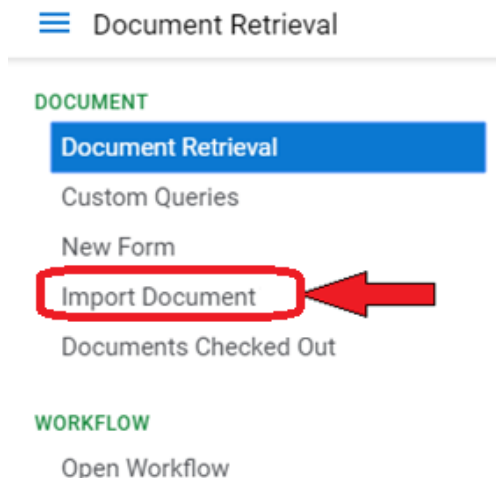 Document Retrieval
DOCUMENT
Document Retrieval
Custom Queries
New Form
Import Document
Documents Checked Out
WORKFLOW
Open Workflow